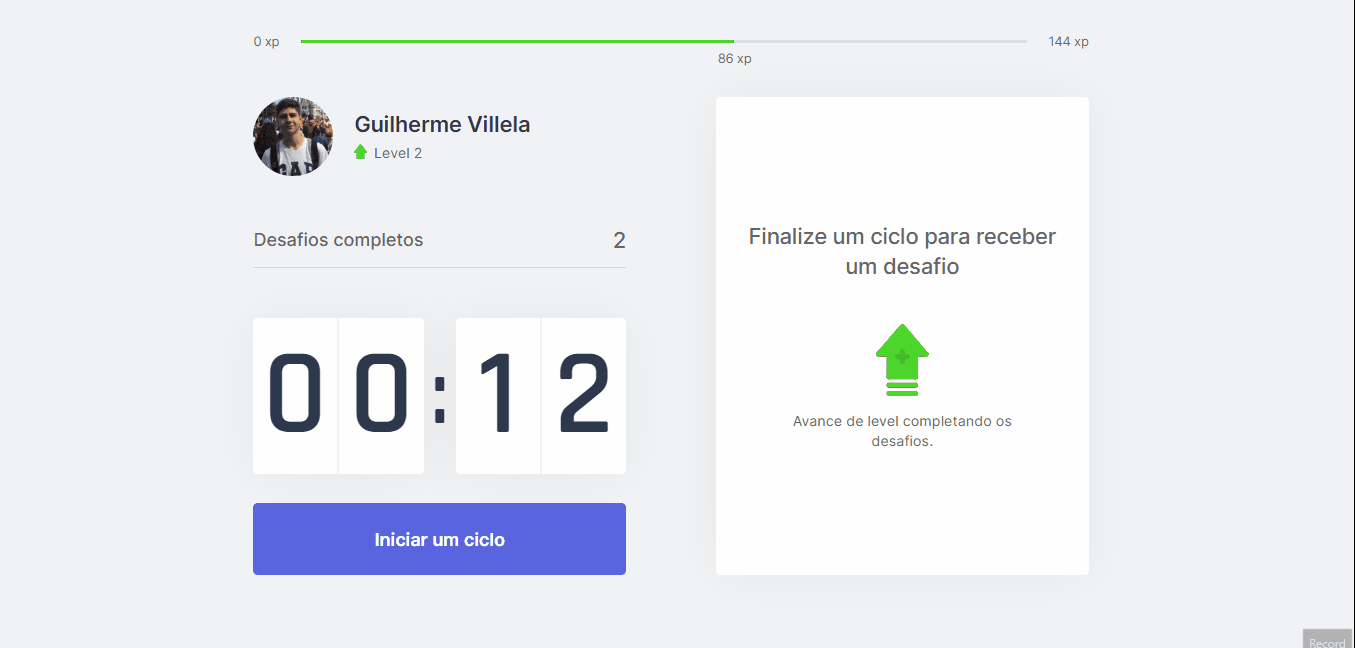 0 xp
144 xp
86 xp
Guilherme Villela
Level 2
Desafios completos
2
00:12
Iniciar um ciclo
Finalize um ciclo para receber
um desafio
Avance de level completando os
desafios.
Record